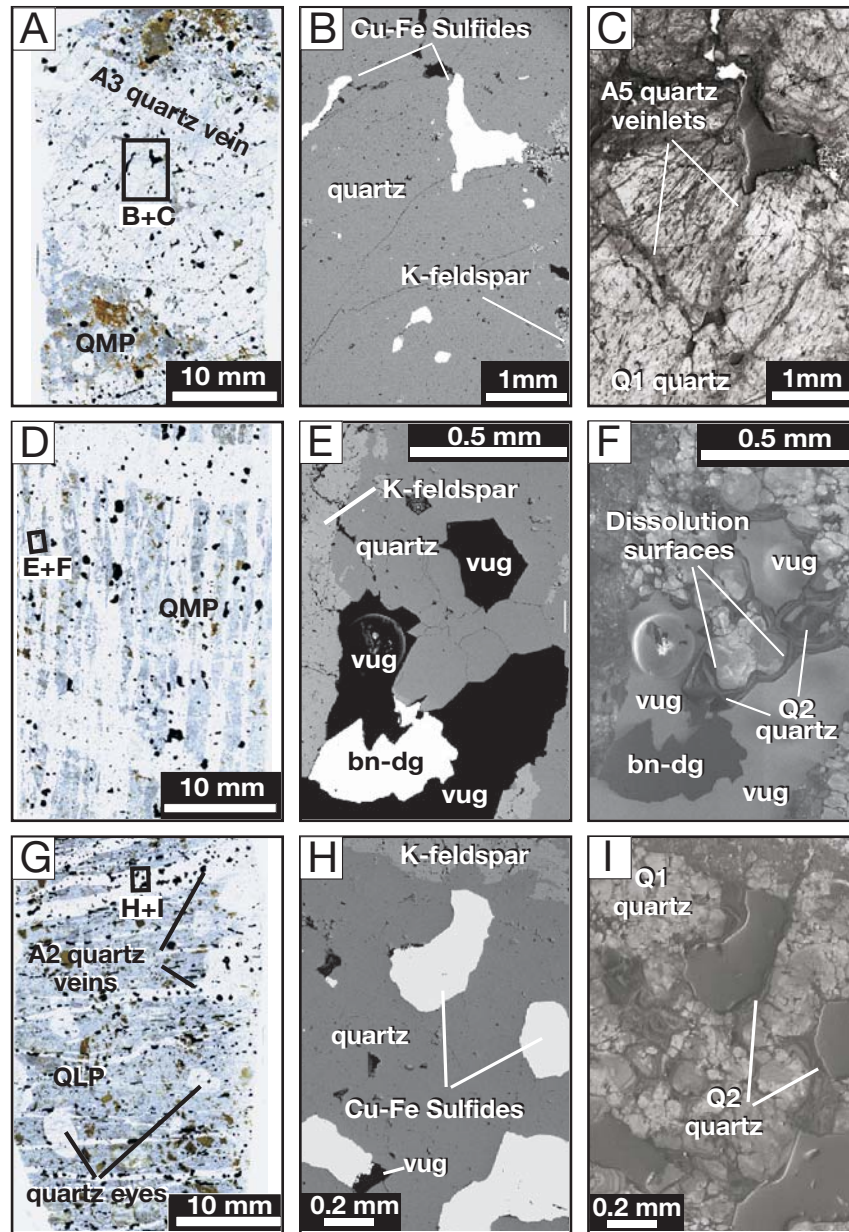 A
A3 quartz vein
B+C
QMP
10 mm
B
Cu-Fe Sulfides
quartz
K-feldspar
1mm
C
A5 quartz
veinlets
Q1 quartz
1mm
D
E+F
QMP
10 mm
E
0.5 mm
K-feldspar
quartz
vug
vug
bn-dg
vug
F
0.5 mm
Dissolution
surfaces
vug
vug
Q2
quartz
bn-dg
vug
G
H+I
A2 quartz
veins
QLP
quartz eyes
10 mm
H
K-feldspar
quartz
Cu-Fe Sulfides
vug
0.2 mm
I
Q1
quartz
Q2
quartz
0.2 mm